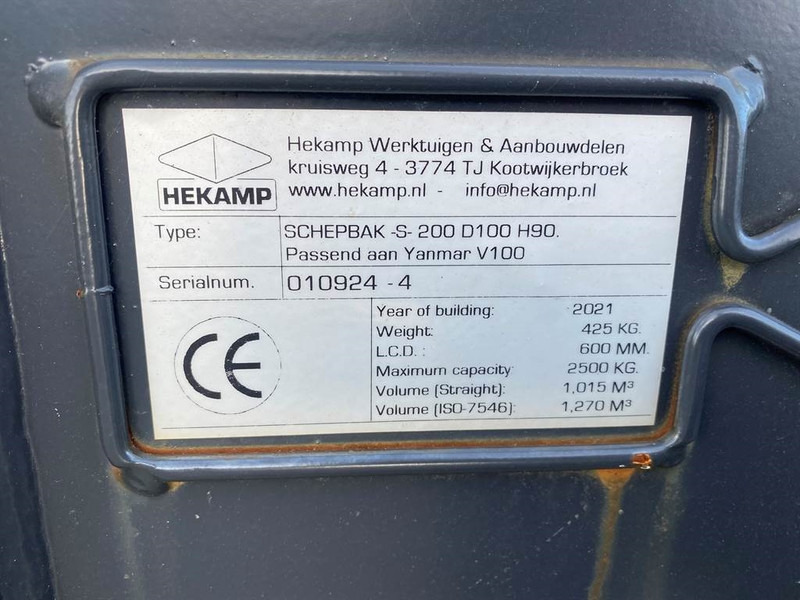 HEKAMP
Hekamp Werktuigen & Aanbouwdelen
kruisweg 4 - 3774 TJ Kootwijkerbroek
www.hekamp.nl - info@hekamp.nl
Type: SCHEPBAK -S- 200 D100 H90.
Passend aan Yanmar V100
Serialnum. 010924 - 4
CE
Year of building: 2021
Weight: 425 KG.
L.C.D. : 600 MM.
Maximum capacity: 2500 KG.
Volume (Straight): 1,015 M³
Volume (ISO-7546): 1,270 M³